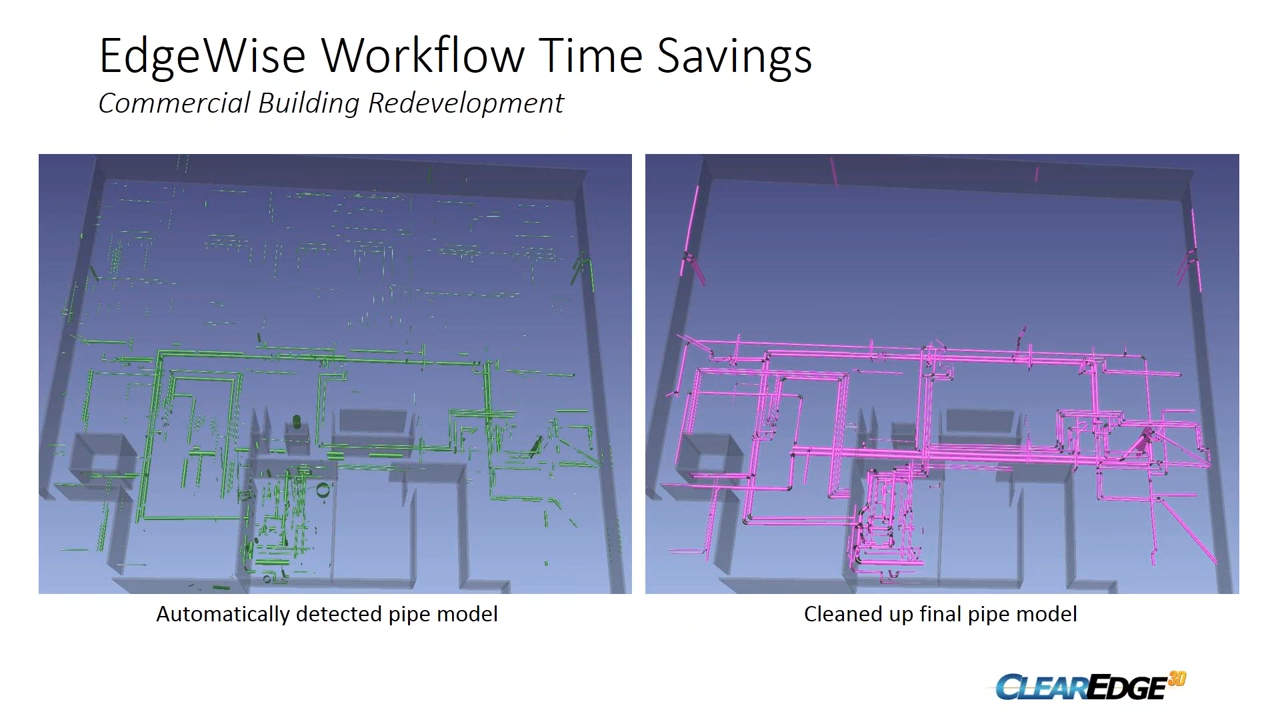 EdgeWise Workflow Time Savings
Commercial Building Redevelopment
Automatically detected pipe model
Cleaned up final pipe model
CLEAREDGE3D